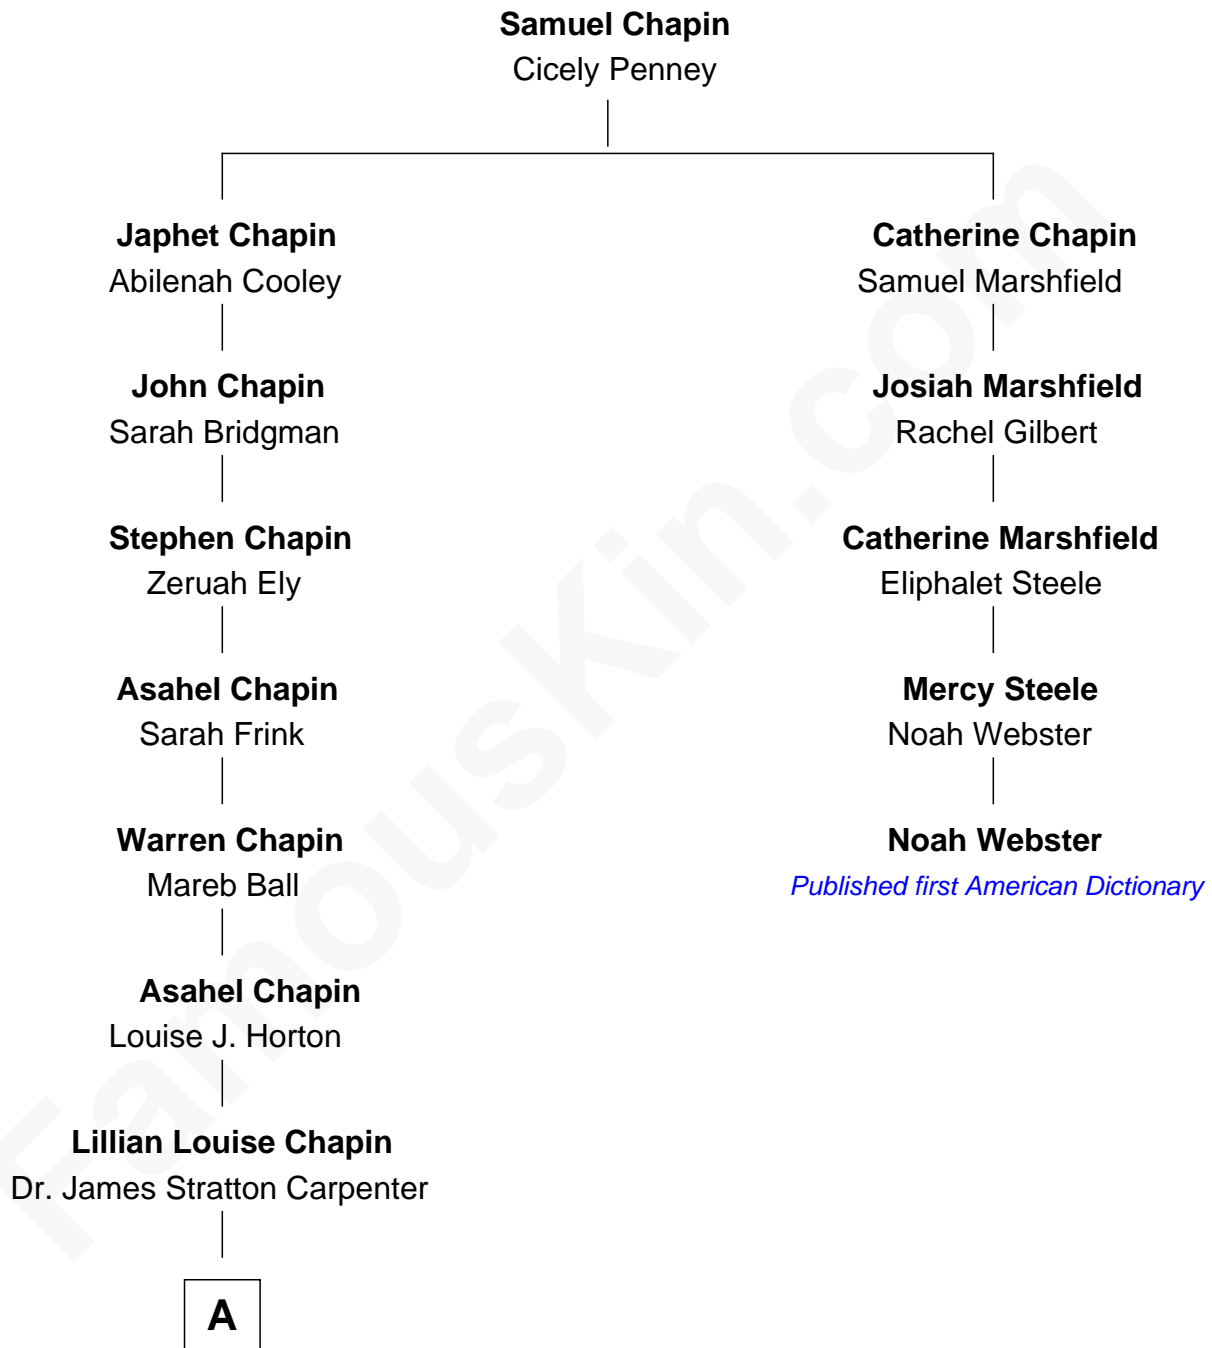 Samuel Chapin
Cicely Penney
Japhet Chapin
Abilenah Cooley
John Chapin
Sarah Bridgman
Stephen Chapin
Zeruah Ely
Asahel Chapin
Sarah Frink
Warren Chapin
Mareb Ball
Asahel Chapin
Louise J. Horton
Lillian Louise Chapin
Dr. James Stratton Carpenter
A
Catherine Chapin
Samuel Marshfield
Josiah Marshfield
Rachel Gilbert
Catherine Marshfield
Eliphalet Steele
Mercy Steele
Noah Webster
Noah Webster
Published first American Dictionary
FamousKin.com